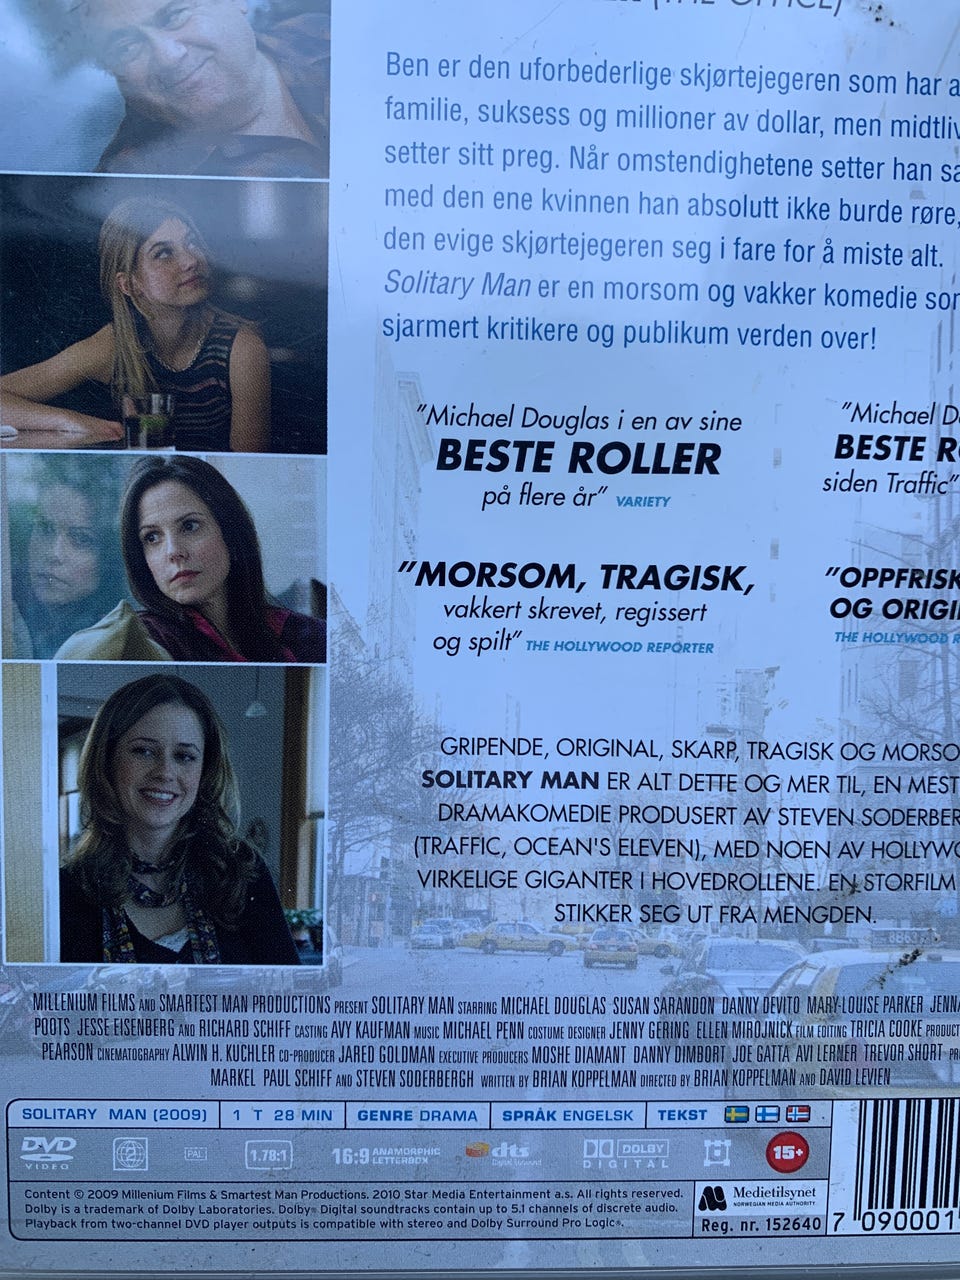 (THE OFFICE)
Ben er den uforbederlige skjørtejegeren som har a
familie, suksess og millioner av dollar, men midtliv
setter sitt preg. Når omstendighetene setter han sa
med den ene kvinnen han absolutt ikke burde røre,
den evige skjørtejegeren seg i fare for å miste alt.
Solitary Man er en morsom og vakker komedie so
sjarmert kritikere og publikum verden over!
"Michael Douglas i en av sine
BESTE ROLLER
på flere år" VARIETY
"Michael D
BESTE R
siden Traffic"
"MORSOM, TRAGISK,
vakkert skrevet, regissert
og spilt" THE HOLLYWOOD REPORTER
"OPPFRISK
OG ORIGI
THE HOLLYWOOD R
GRIPENDE, ORIGINAL, SKARP, TRAGISK OG MORSO
SOLITARY MAN ER ALT DETTE OG MER TIL, EN MEST
DRAMAKOMEDIE PRODUSERT AV STEVEN SODERBER
(TRAFFIC, OCEAN'S ELEVEN), MED NOEN AV HOLLYWO
VIRKELIGE GIGANTER I HOVEDROLLENE. EN STORFILM
STIKKER SEG UT FRA MENGDEN.
MILLENIUM FILMS AND SMARTEST MAN PRODUCTIONS PRESENT SOLITARY MAN STARRING MICHAEL DOUGLAS SUSAN SARANDON DANNY DEVITO MARY-LOUISE PARKER JENNA
POOTS JESSE EISENBERG AND RICHARD SCHIFF CASTING AVY KAUFMAN MUSIC MICHAEL PENN COSTUME DESIGNER JENNY GERING ELLEN MIROJNICK FILM EDITING TRICIA COOKE PRODUCT
PEARSON CINEMATOGRAPHY ALWIN H. KUCHLER CO-PRODUCER JARED GOLDMAN EXECUTIVE PRODUCERS MOSHE DIAMANT DANNY DIMBORT JOE GATTA AVI LERNER TREVOR SHORT PR
MARKEL PAUL SCHIFF AND STEVEN SODERBERGH WRITTEN BY BRIAN KOPPELMAN DIRECTED BY BRIAN KOPPELMAN AND DAVID LEVIEN
SOLITARY MAN (2009) 1 T 28 MIN GENRE DRAMA SPRÅK ENGELSK TEKST
DVD VIDEO 2 PAL 1.78:1 16:9 ANAMORPHIC LETTERBOX dts Digital Surround DOLBY DIGITAL 15+
Content © 2009 Millenium Films & Smartest Man Productions. 2010 Star Media Entertainment a.s. All rights reserved.
Dolby is a trademark of Dolby Laboratories. Dolby® Digital soundtracks contain up to 5.1 channels of discrete audio.
Playback from two-channel DVD player outputs is compatible with stereo and Dolby Surround Pro Logic®.
Medietilsynet
NORWEGIAN MEDIA AUTHORITY
Reg. nr. 152640
7 090001